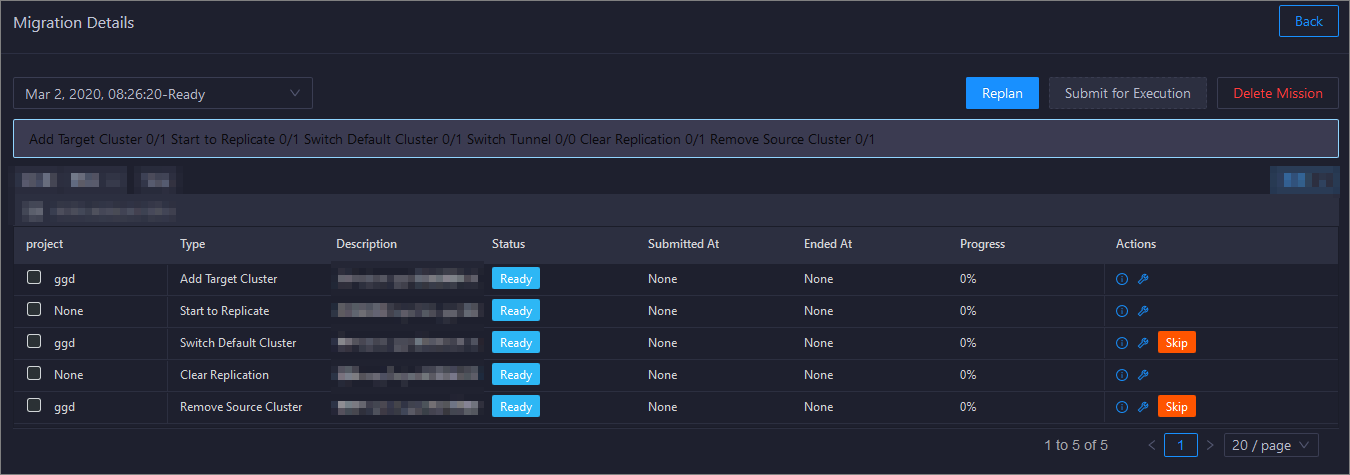 Migration Details Back
Mar 2, 2020, 08:26:20-Ready Replan Submit for Execution Delete Mission
Add Target Cluster 0/1 Start to Replicate 0/1 Switch Default Cluster 0/1 Switch Tunnel 0/0 Clear Replication 0/1 Remove Source Cluster 0/1
project Type Description Status Submitted At Ended At Progress Actions
ggd Add Target Cluster Ready None None 0%
None Start to Replicate Ready None None 0%
ggd Switch Default Cluster Ready None None 0% Skip
None Clear Replication Ready None None 0%
ggd Remove Source Cluster Ready None None 0% Skip
1 to 5 of 5 < 1 > 20 / page